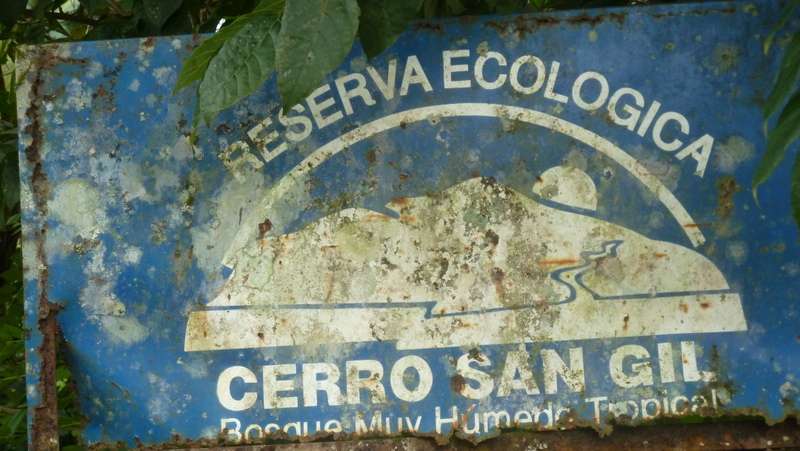 RESERVA ECOLOGICA
CERRO SAN GIL
Bosque Muy Húmedo Tropical